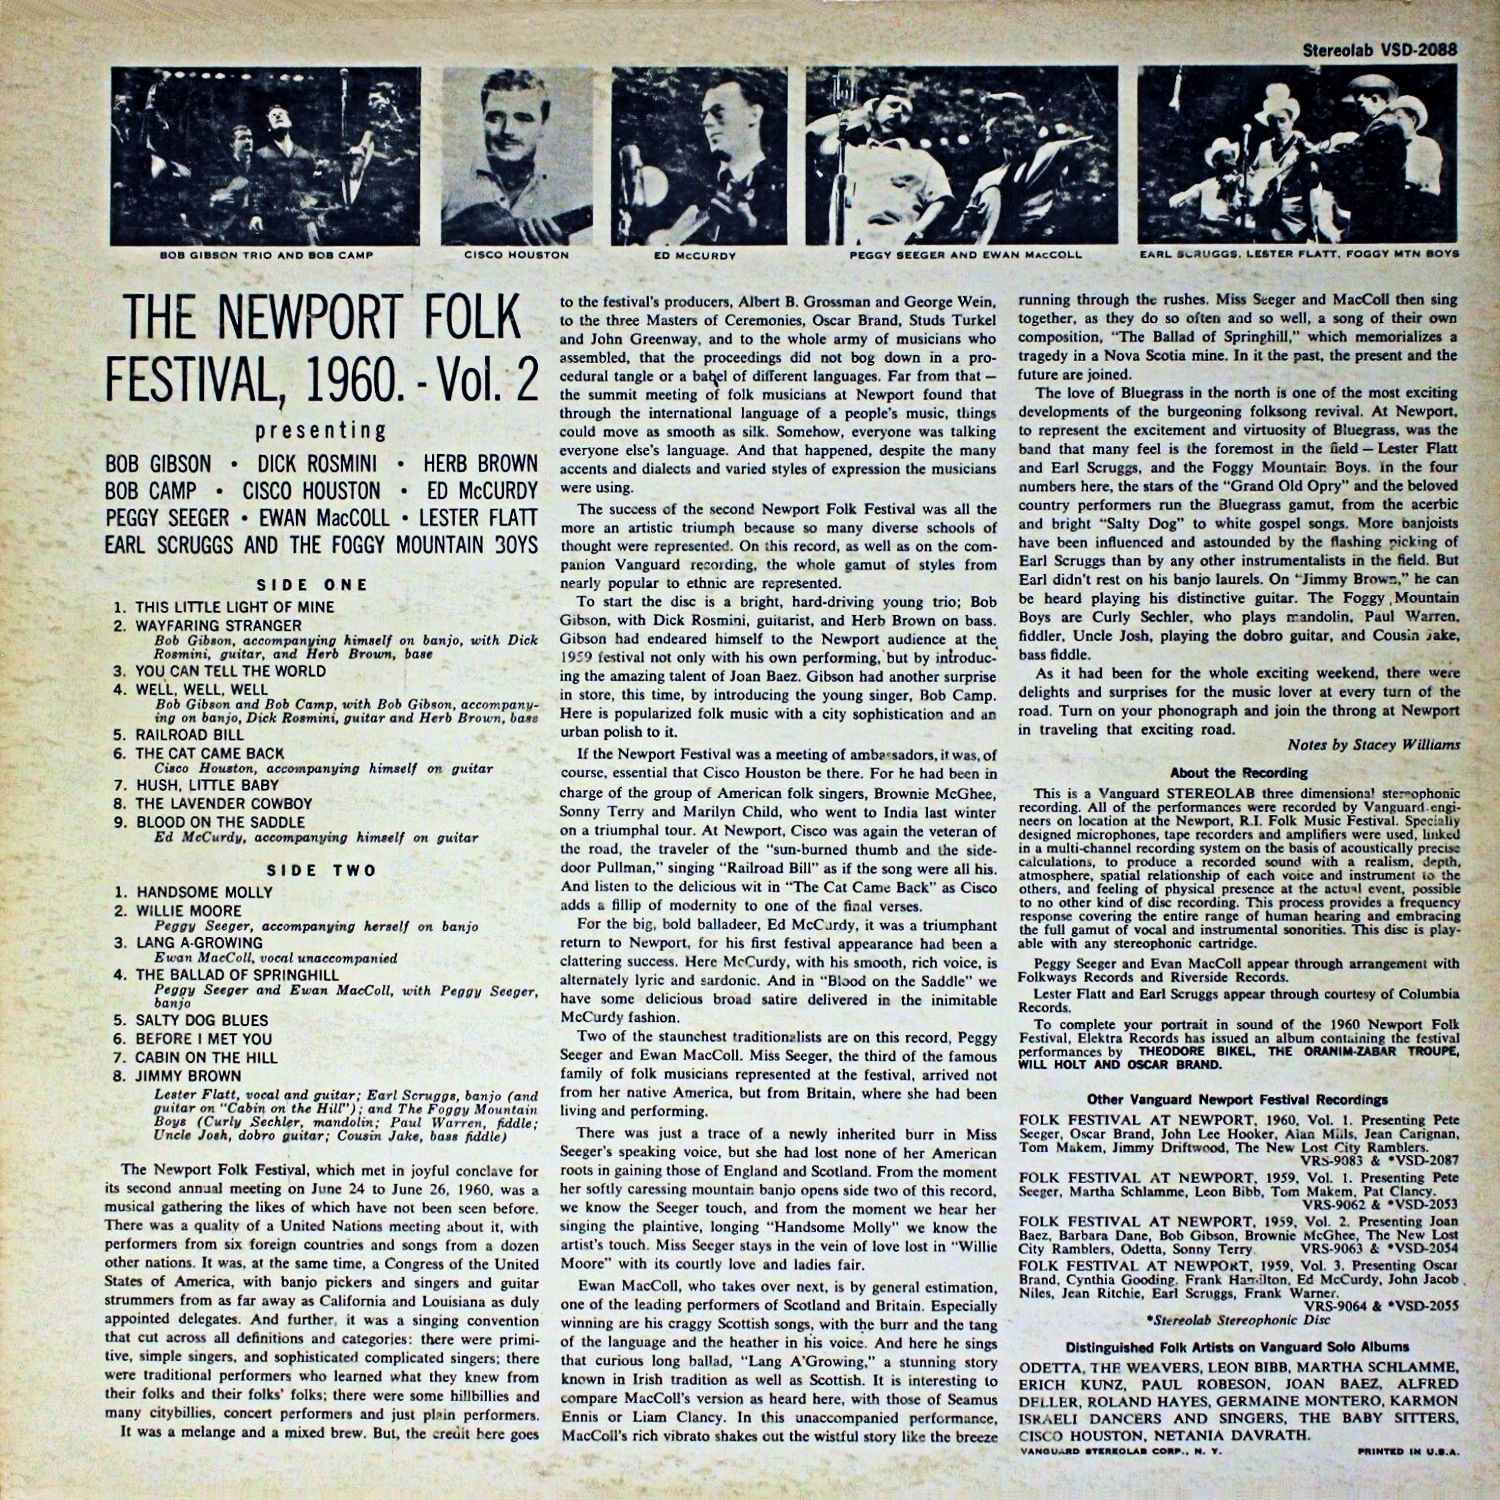 Stereolab VSD-2088
BOB GIBSON TRIO AND BOB CAMP
CISCO HOUSTON
ED McCURDY
PEGGY SEEGER AND EWAN MacCOLL
EARL SCRUGGS, LESTER FLATT, FOGGY MTN BOYS
THE NEWPORT FOLK
FESTIVAL, 1960. - Vol. 2
presenting
BOB GIBSON • DICK ROSMINI • HERB BROWN
BOB CAMP • CISCO HOUSTON • ED McCURDY
PEGGY SEEGER • EWAN MacCOLL • LESTER FLATT
EARL SCRUGGS AND THE FOGGY MOUNTAIN BOYS
SIDE ONE
1. THIS LITTLE LIGHT OF MINE
2. WAYFARING STRANGER
Bob Gibson, accompanying himself on banjo, with Dick
Rosmini, guitar, and Herb Brown, base
3. YOU CAN TELL THE WORLD
4. WELL, WELL, WELL
Bob Gibson and Bob Camp, with Bob Gibson, accompany-
ing on banjo, Dick Rosmini, guitar and Herb Brown, bass
5. RAILROAD BILL
6. THE CAT CAME BACK
Cisco Houston, accompanying himself on guitar
7. HUSH, LITTLE BABY
8. THE LAVENDER COWBOY
9. BLOOD ON THE SADDLE
Ed McCurdy, accompanying himself on guitar
SIDE TWO
1. HANDSOME MOLLY
2. WILLIE MOORE
Peggy Seeger, accompanying herself on banjo
3. LANG A-GROWING
Ewan MacColl, vocal unaccompanied
4. THE BALLAD OF SPRINGHILL
Peggy Seeger and Ewan MacColl, with Peggy Seeger,
banjo
5. SALTY DOG BLUES
6. BEFORE I MET YOU
7. CABIN ON THE HILL
8. JIMMY BROWN
Lester Flatt, vocal and guitar; Earl Scruggs, banjo (and
guitar on "Cabin on the Hill"); and The Foggy Mountain
Boys (Curly Sechler, mandolin; Paul Warren, fiddle;
Uncle Josh, dobro guitar; Cousin Jake, bass fiddle)
The Newport Folk Festival, which met in joyful conclave for
its second annual meeting on June 24 to June 26, 1960, was a
musical gathering the likes of which have not been seen before.
There was a quality of a United Nations meeting about it, with
performers from six foreign countries and songs from a dozen
other nations. It was, at the same time, a Congress of the United
States of America, with banjo pickers and singers and guitar
strummers from as far away as California and Louisiana as duly
appointed delegates. And further, it was a singing convention
that cut across all definitions and categories: there were primi-
tive, simple singers, and sophisticated complicated singers; there
were traditional performers who learned what they knew from
their folks and their folks' folks; there were some hillbillies and
many citybillies, concert performers and just plain performers.
It was a melange and a mixed brew. But, the credit here goes
to the festival's producers, Albert B. Grossman and George Wein,
to the three Masters of Ceremonies, Oscar Brand, Studs Turkel
and John Greenway, and to the whole army of musicians who
assembled, that the proceedings did not bog down in a pro-
cedural tangle or a babel of different languages. Far from that —
the summit meeting of folk musicians at Newport found that
through the international language of a people's music, things
could move as smooth as silk. Somehow, everyone was talking
everyone else's language. And that happened, despite the many
accents and dialects and varied styles of expression the musicians
were using.
The success of the second Newport Folk Festival was all the
more an artistic triumph because so many diverse schools of
thought were represented. On this record, as well as on the com-
panion Vanguard recording, the whole gamut of styles from
nearly popular to ethnic are represented.
To start the disc is a bright, hard-driving young trio; Bob
Gibson, with Dick Rosmini, guitarist, and Herb Brown on bass.
Gibson had endeared himself to the Newport audience at the
1959 festival not only with his own performing, but by introduc-
ing the amazing talent of Joan Baez. Gibson had another surprise
in store, this time, by introducing the young singer, Bob Camp.
Here is popularized folk music with a city sophistication and an
urban polish to it.
If the Newport Festival was a meeting of ambassadors, it was, of
course, essential that Cisco Houston be there. For he had been in
charge of the group of American folk singers, Brownie McGhee,
Sonny Terry and Marilyn Child, who went to India last winter
on a triumphal tour. At Newport, Cisco was again the veteran of
the road, the traveler of the "sun-burned thumb and the side-
door Pullman," singing "Railroad Bill" as if the song were all his.
And listen to the delicious wit in "The Cat Came Back" as Cisco
adds a fillip of modernity to one of the final verses.
For the big, bold balladeer, Ed McCurdy, it was a triumphant
return to Newport, for his first festival appearance had been a
clattering success. Here McCurdy, with his smooth, rich voice, is
alternately lyric and sardonic. And in "Blood on the Saddle" we
have some delicious broad satire delivered in the inimitable
McCurdy fashion.
Two of the staunchest traditionalists are on this record, Peggy
Seeger and Ewan MacColl. Miss Seeger, the third of the famous
family of folk musicians represented at the festival, arrived not
from her native America, but from Britain, where she had been
living and performing.
There was just a trace of a newly inherited burr in Miss
Seeger's speaking voice, but she had lost none of her American
roots in gaining those of England and Scotland. From the moment
her softly caressing mountain banjo opens side two of this record,
we know the Seeger touch, and from the moment we hear her
singing the plaintive, longing "Handsome Molly" we know the
artist's touch. Miss Seeger stays in the vein of love lost in "Willie
Moore" with its courtly love and ladies fair.
Ewan MacColl, who takes over next, is by general estimation,
one of the leading performers of Scotland and Britain. Especially
winning are his craggy Scottish songs, with the burr and the tang
of the language and the heather in his voice. And here he sings
that curious long ballad, "Lang A'Growing," a stunning story
known in Irish tradition as well as Scottish. It is interesting to
compare MacColl's version as heard here, with those of Seamus
Ennis or Liam Clancy. In this unaccompanied performance,
MacColl's rich vibrato shakes out the wistful story like the breeze
running through the rushes. Miss Seeger and MacColl then sing
together, as they do so often and so well, a song of their own
composition, "The Ballad of Springhill," which memorializes a
tragedy in a Nova Scotia mine. In it the past, the present and the
future are joined.
The love of Bluegrass in the north is one of the most exciting
developments of the burgeoning folksong revival. At Newport,
to represent the excitement and virtuosity of Bluegrass, was the
band that many feel is the foremost in the field — Lester Flatt
and Earl Scruggs, and the Foggy Mountain Boys. In the four
numbers here, the stars of the "Grand Old Opry" and the beloved
country performers run the Bluegrass gamut, from the acerbic
and bright "Salty Dog" to white gospel songs. More banjoists
have been influenced and astounded by the flashing picking of
Earl Scruggs than by any other instrumentalists in the field. But
Earl didn't rest on his banjo laurels. On "Jimmy Brown," he can
be heard playing his distinctive guitar. The Foggy Mountain
Boys are Curly Sechler, who plays mandolin, Paul Warren,
fiddler, Uncle Josh, playing the dobro guitar, and Cousin Jake,
bass fiddle.
As it had been for the whole exciting weekend, there were
delights and surprises for the music lover at every turn of the
road. Turn on your phonograph and join the throng at Newport
in traveling that exciting road.
Notes by Stacey Williams
About the Recording
This is a Vanguard STEREOLAB three dimensional stereophonic
recording. All of the performances were recorded by Vanguard engi-
neers on location at the Newport, R.I. Folk Music Festival. Specially
designed microphones, tape recorders and amplifiers were used, linked
in a multi-channel recording system on the basis of acoustically precise
calculations, to produce a recorded sound with a realism, depth,
atmosphere, spatial relationship of each voice and instrument to the
others, and feeling of physical presence at the actual event, possible
to no other kind of disc recording. This process provides a frequency
response covering the entire range of human hearing and embracing
the full gamut of vocal and instrumental sonorities. This disc is play-
able with any stereophonic cartridge.
Peggy Seeger and Evan MacColl appear through arrangement with
Folkways Records and Riverside Records.
Lester Flatt and Earl Scruggs appear through courtesy of Columbia
Records.
To complete your portrait in sound of the 1960 Newport Folk
Festival, Elektra Records has issued an album containing the festival
performances by THEODORE BIKEL, THE ORANIM-ZABAR TROUPE,
WILL HOLT AND OSCAR BRAND.
Other Vanguard Newport Festival Recordings
FOLK FESTIVAL AT NEWPORT, 1960, Vol. 1. Presenting Pete
Seeger, Oscar Brand, John Lee Hooker, Alan Mills, Jean Carignan,
Tom Makem, Jimmy Driftwood, The New Lost City Ramblers.
VRS-9083 & *VSD-2087
FOLK FESTIVAL AT NEWPORT, 1959, Vol. 1. Presenting Pete
Seeger, Martha Schlamme, Leon Bibb, Tom Makem, Pat Clancy.
VRS-9062 & *VSD-2053
FOLK FESTIVAL AT NEWPORT, 1959, Vol. 2. Presenting Joan
Baez, Barbara Dane, Bob Gibson, Brownie McGhee, The New Lost
City Ramblers, Odetta, Sonny Terry. VRS-9063 & *VSD-2054
FOLK FESTIVAL AT NEWPORT, 1959, Vol. 3. Presenting Oscar
Brand, Cynthia Gooding, Frank Hamilton, Ed McCurdy, John Jacob
Niles, Jean Ritchie, Earl Scruggs, Frank Warner.
VRS-9064 & *VSD-2055
*Stereolab Stereophonic Disc
Distinguished Folk Artists on Vanguard Solo Albums
ODETTA, THE WEAVERS, LEON BIBB, MARTHA SCHLAMME,
ERICH KUNZ, PAUL ROBESON, JOAN BAEZ, ALFRED
DELLER, ROLAND HAYES, GERMAINE MONTERO, KARMON
ISRAELI DANCERS AND SINGERS, THE BABY SITTERS,
CISCO HOUSTON, NETANIA DAVRATH.
VANGUARD STEREOLAB CORP., N. Y. PRINTED IN U.S.A.